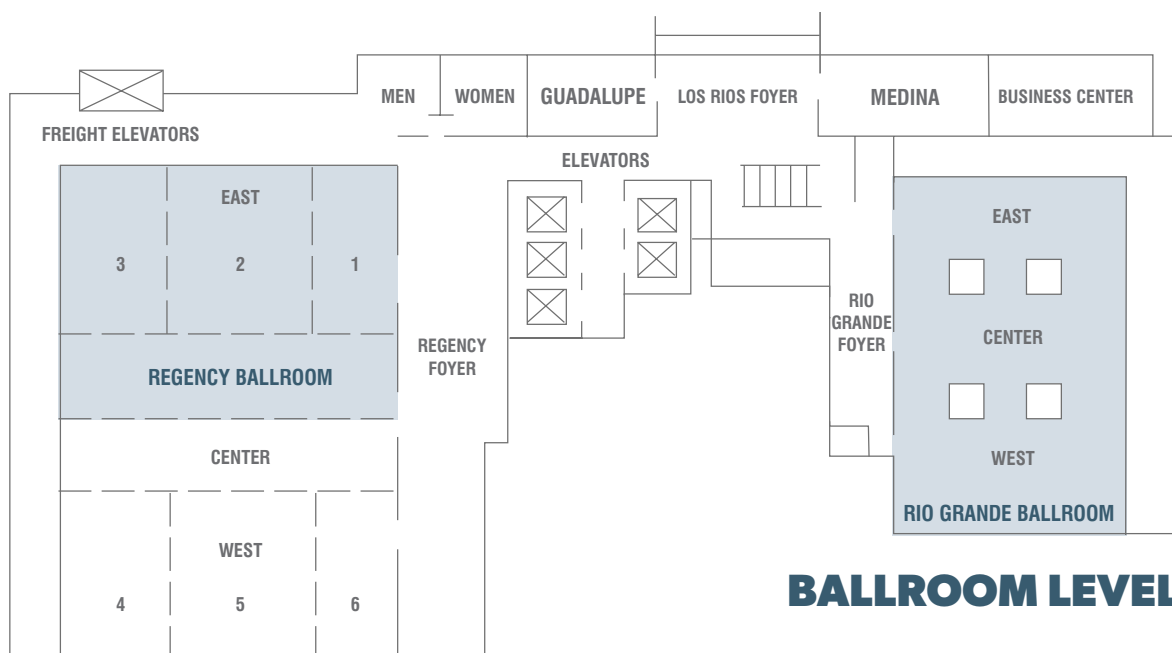 MEN
WOMEN
GUADALUPE
LOS RIOS FOYER
MEDINA
BUSINESS CENTER
FREIGHT ELEVATORS
ELEVATORS
EAST
3
2
1
REGENCY BALLROOM
REGENCY
FOYER
CENTER
WEST
4
5
6
RIO
GRANDE
FOYER
EAST
CENTER
WEST
RIO GRANDE BALLROOM
BALLROOM LEVEL